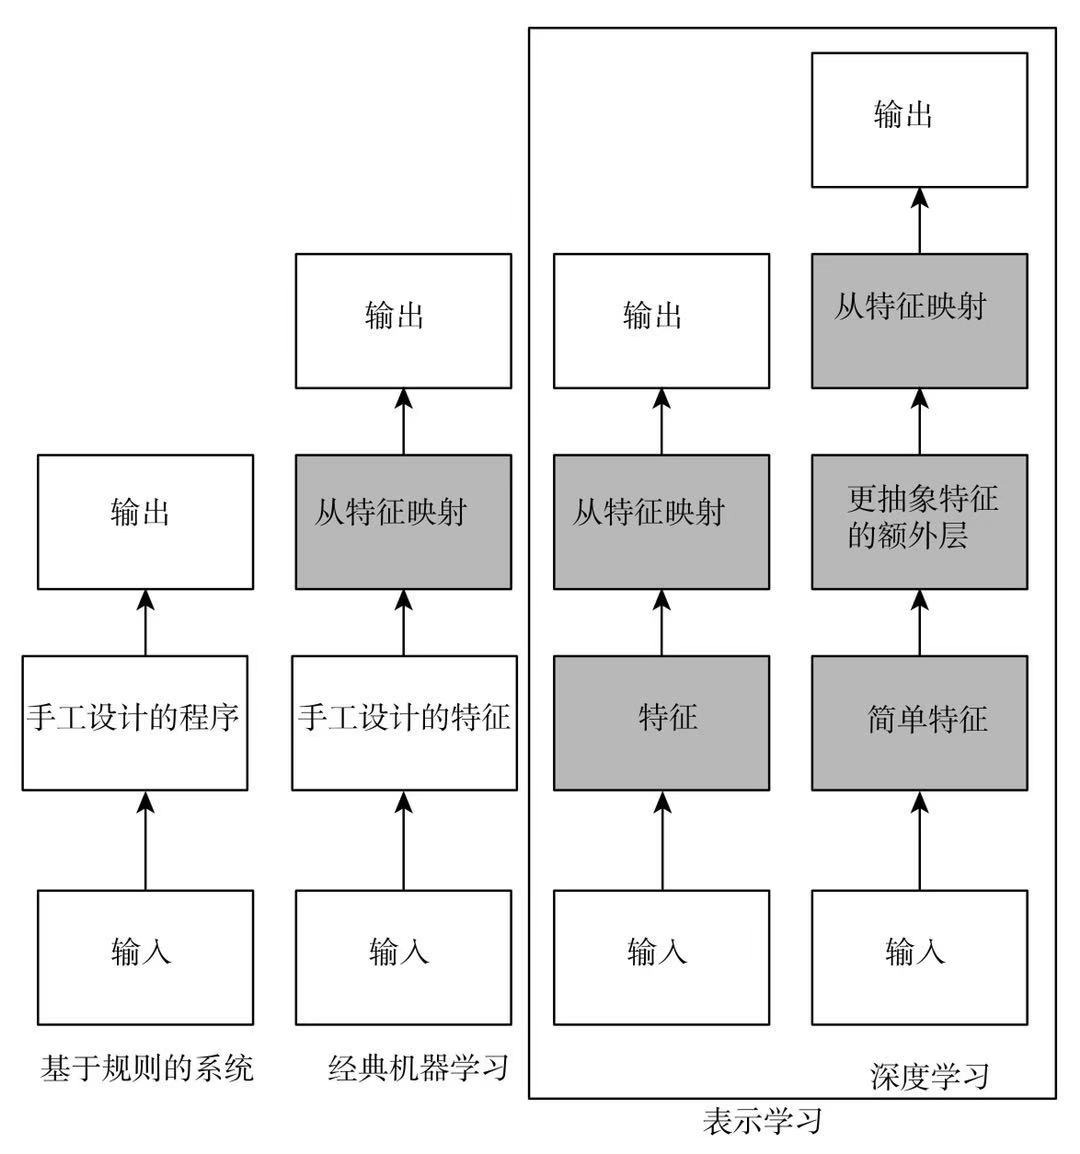 输出
输出
输出
从特征映射
输出
从特征映射
从特征映射
更抽象特征
的额外层
手工设计的程序
手工设计的特征
特征
简单特征
输入
输入
输入
输入
基于规则的系统
经典机器学习
深度学习
表示学习